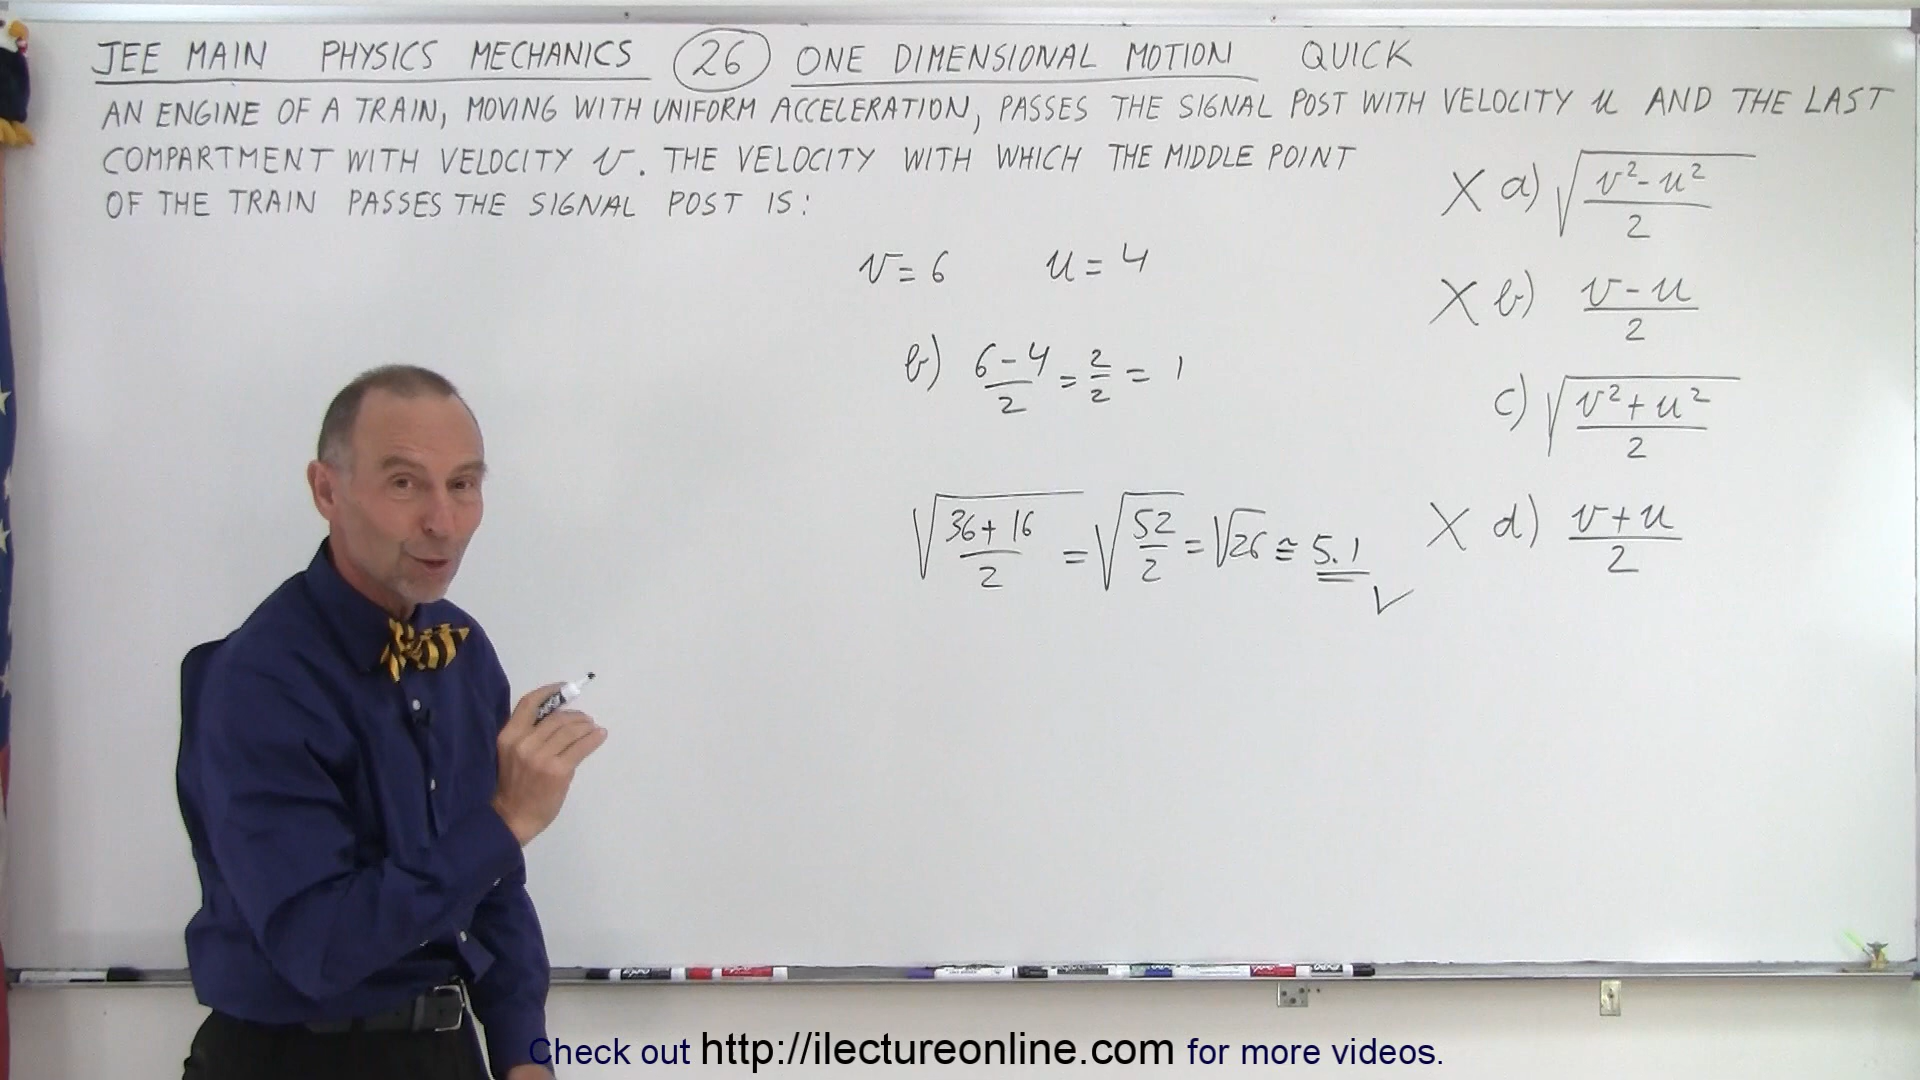 JEE MAIN PHYSICS MECHANICS 26 ONE DIMENSIONAL MOTION QUICK
AN ENGINE OF A TRAIN, MOVING WITH UNIFORM ACCELERATION, PASSES THE SIGNAL POST WITH VELOCITY u AND THE LAST
COMPARTMENT WITH VELOCITY v. THE VELOCITY WITH WHICH THE MIDDLE POINT
OF THE TRAIN PASSES THE SIGNAL POST IS:
X a) √((v²-u²)/2)
v=6 u=4
X b) (v-u)/2
b) (6-4)/2 = 2/2 = 1
c) √((v²+u²)/2)
√((36+16)/2) = √(52/2) = √26 ≅ 5.1 ✓
X d) (v+u)/2
Check out http://ilectureonline.com for more videos.